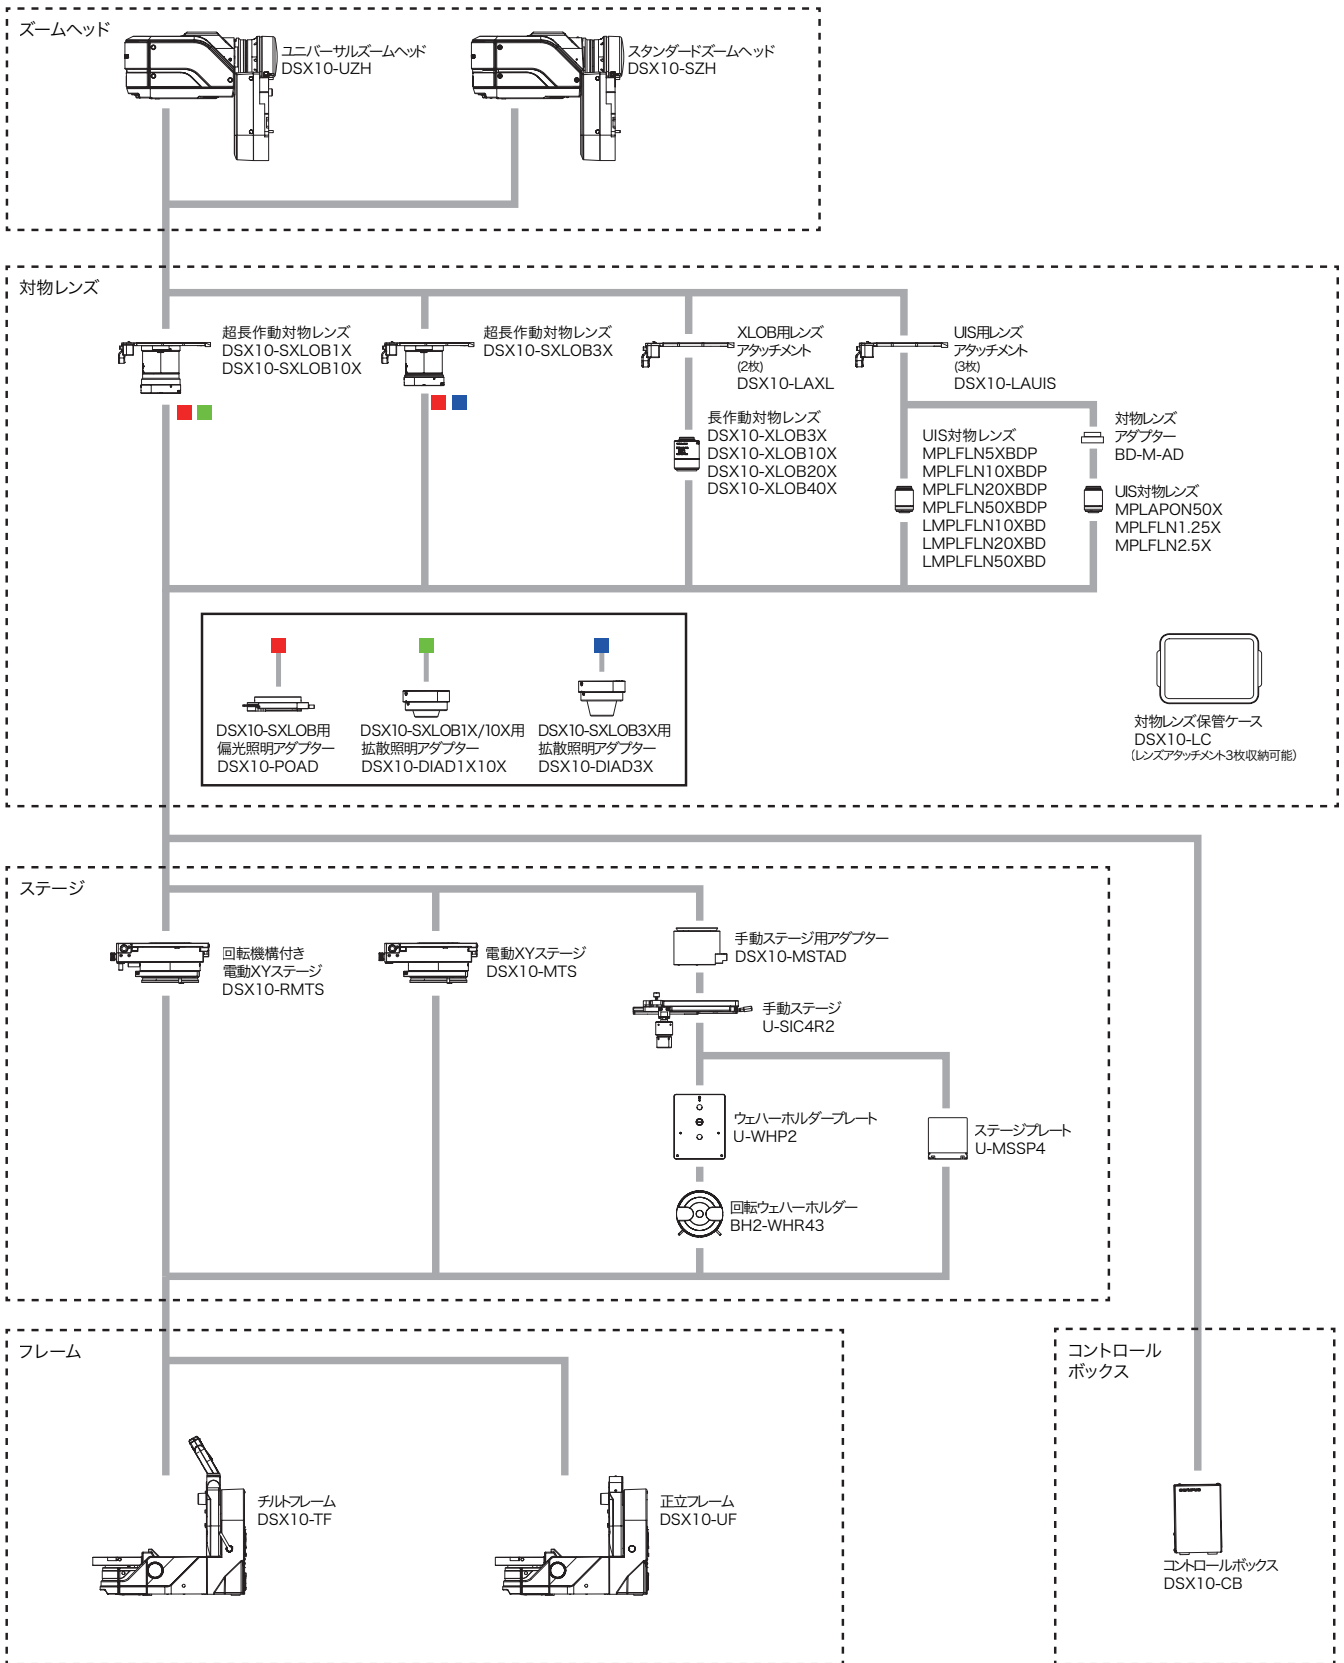 ズームヘッド
ユニバーサルズームヘッド
DSX10-UZH
スタンダードズームヘッド
DSX10-SZH
対物レンズ
超長作動対物レンズ
DSX10-SXLOB1X
DSX10-SXLOB10X
超長作動対物レンズ
DSX10-SXLOB3X
XLOB用レンズ
アタッチメント
(2枚)
DSX10-LAXL
UIS用レンズ
アタッチメント
(3枚)
DSX10-LAUIS
長作動対物レンズ
DSX10-XLOB3X
DSX10-XLOB10X
DSX10-XLOB20X
DSX10-XLOB40X
UIS対物レンズ
MPLFLN5XBDP
MPLFLN10XBDP
MPLFLN20XBDP
MPLFLN50XBDP
LMPLFLN10XBD
LMPLFLN20XBD
LMPLFLN50XBD
対物レンズ
アダプター
BD-M-AD
UIS対物レンズ
MPLAPON50X
MPLFLN1.25X
MPLFLN2.5X
DSX10-SXLOB用
偏光照明アダプター
DSX10-POAD
DSX10-SXLOB1X/10X用
拡散照明アダプター
DSX10-DIAD1X10X
DSX10-SXLOB3X用
拡散照明アダプター
DSX10-DIAD3X
対物レンズ保管ケース
DSX10-LC
(レンズアタッチメント3枚収納可能)
ステージ
回転機構付き
電動XYステージ
DSX10-RMTS
電動XYステージ
DSX10-MTS
手動ステージ用アダプター
DSX10-MSTAD
手動ステージ
U-SIC4R2
ウェハーホルダープレート
U-WHP2
ステージプレート
U-MSSP4
回転ウェハーホルダー
BH2-WHR43
フレーム
チルトフレーム
DSX10-TF
正立フレーム
DSX10-UF
コントロール
ボックス
OLYMPUS
コントロールボックス
DSX10-CB